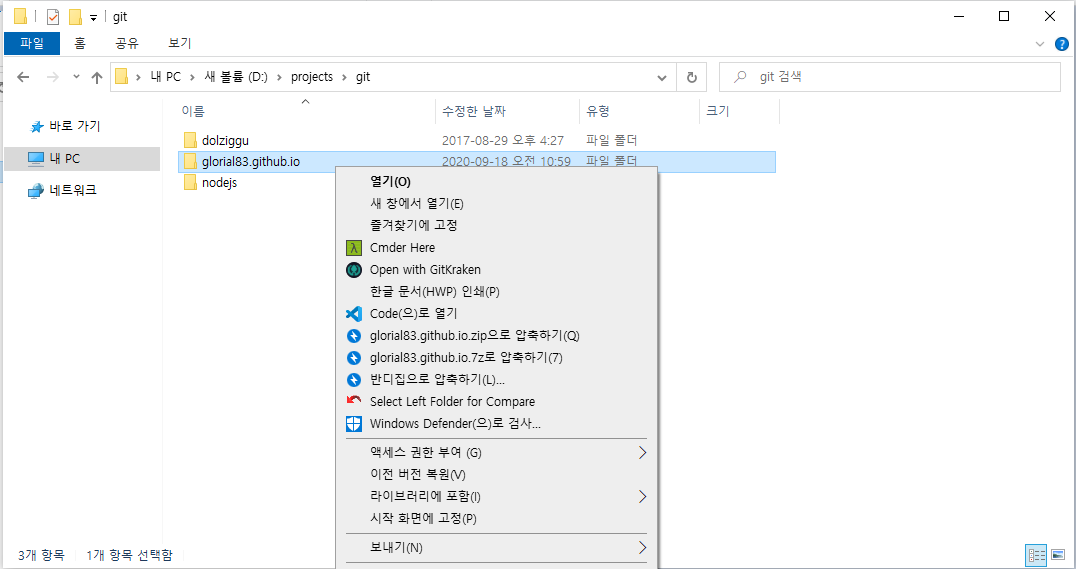 git
파일 홈 공유 보기
내 PC 새 볼륨 (D:) projects git
git 검색
바로 가기
내 PC
네트워크
이름 수정한 날짜 유형 크기
dolziggu 2017-08-29 오후 4:27 파일 폴더
glorial83.github.io 2020-09-18 오전 10:59 파일 폴더
nodejs
열기(O)
새 창에서 열기(E)
즐겨찾기에 고정
Cmder Here
Open with GitKraken
한글 문서(HWP) 인쇄(P)
Code(으)로 열기
glorial83.github.io.zip으로 압축하기(Q)
glorial83.github.io.7z로 압축하기(7)
반디집으로 압축하기(L)...
Select Left Folder for Compare
Windows Defender(으)로 검사...
액세스 권한 부여 (G)
이전 버전 복원(V)
라이브러리에 포함(I)
시작 화면에 고정(P)
보내기(N)
3개 항목 1개 항목 선택함